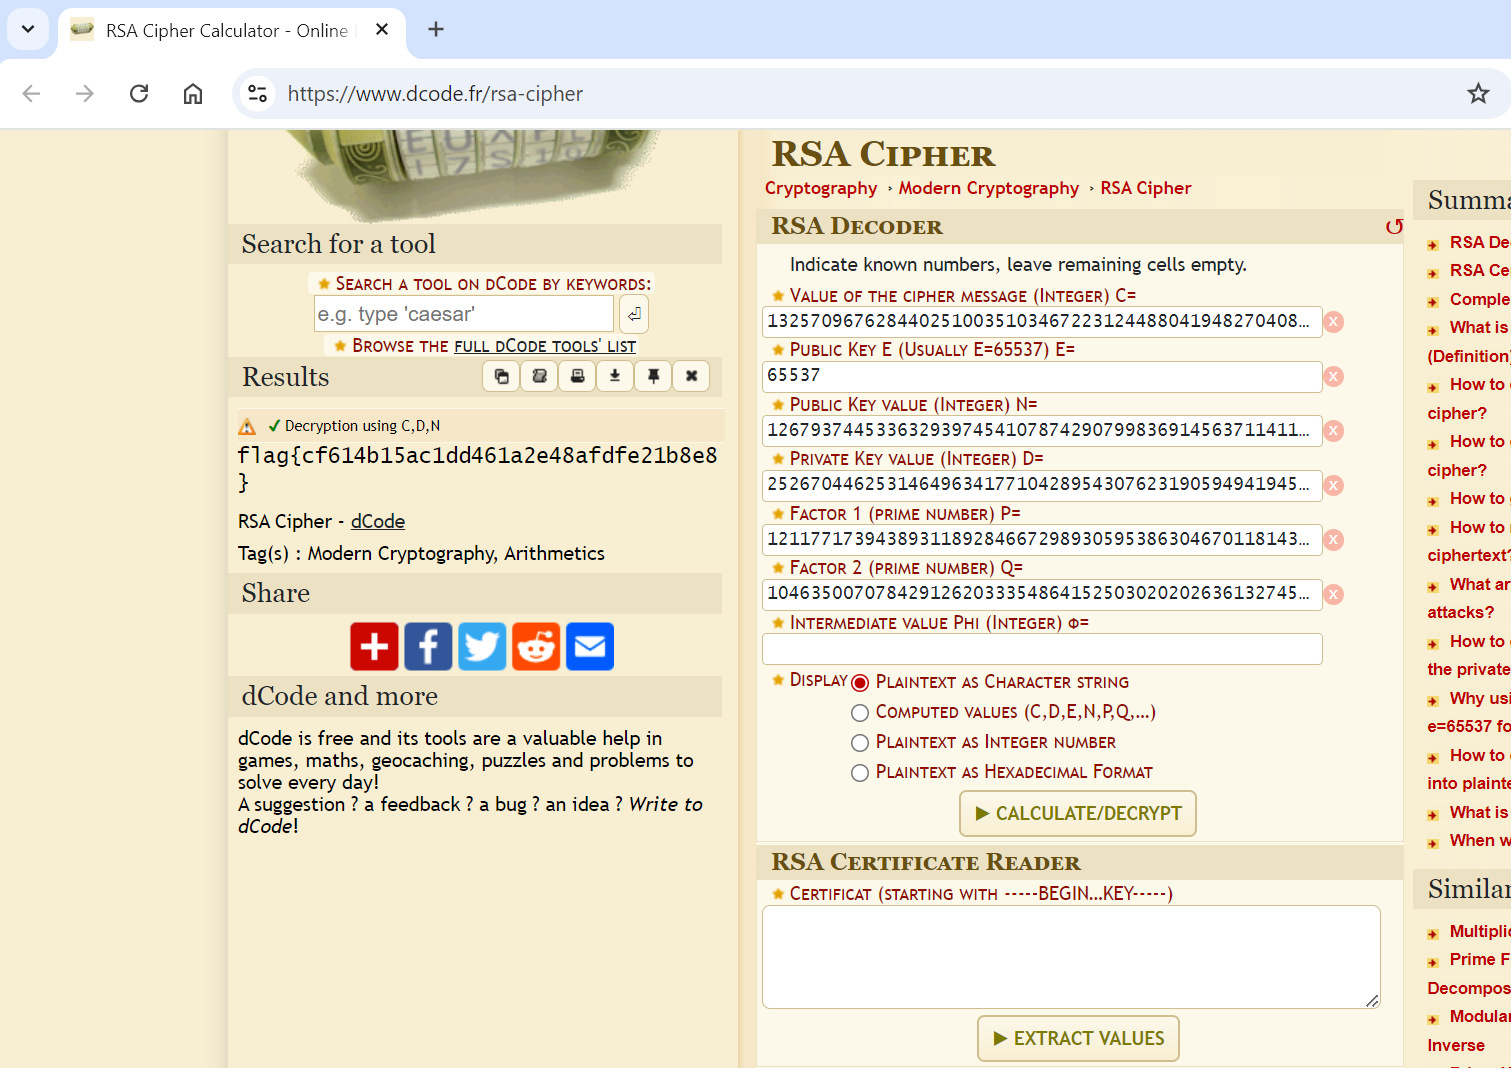 RSA Cipher Calculator - Online
https://www.dcode.fr/rsa-cipher
Search for a tool
SEARCH A TOOL ON DCODE BY KEYWORDS:
e.g. type 'caesar'
BROWSE THE FULL DCODE TOOLS' LIST
Results
Decryption using C,D,N
flag{cf614b15ac1dd461a2e48afdfe21b8e8
}
RSA Cipher - dCode
Tag(s) : Modern Cryptography, Arithmetics
Share
dCode and more
dCode is free and its tools are a valuable help in
games, maths, geocaching, puzzles and problems to
solve every day!
A suggestion ? a feedback ? a bug ? an idea ? Write to
dCode!
RSA CIPHER
Cryptography › Modern Cryptography › RSA Cipher
RSA DECODER
Indicate known numbers, leave remaining cells empty.
VALUE OF THE CIPHER MESSAGE (INTEGER) C=
13257096762844025100351034672231244880419482704​08...
X
PUBLIC KEY E (USUALLY E=65537) E=
65537
X
PUBLIC KEY VALUE (INTEGER) N=
1267937445336329397454107874290799836914563711411...
X
PRIVATE KEY VALUE (INTEGER) D=
2526704462531464963417710428954307623190594941945...
X
FACTOR 1 (PRIME NUMBER) P=
1211771739438931189284667298930595386304670118143...
X
FACTOR 2 (PRIME NUMBER) Q=
1046350070784291262033354864152503020202636132745...
X
INTERMEDIATE VALUE PHI (INTEGER) Φ=
DISPLAY PLAINTEXT AS CHARACTER STRING
COMPUTED VALUES (C,D,E,N,P,Q,...)
PLAINTEXT AS INTEGER NUMBER
PLAINTEXT AS HEXADECIMAL FORMAT
CALCULATE/DECRYPT
RSA CERTIFICATE READER
CERTIFICAT (STARTING WITH -----BEGIN...KEY-----)
EXTRACT VALUES
Summa
RSA De
RSA Ce
Comple
What is
(Definition)
How to
cipher?
How to
cipher?
How to
How to
ciphertext?
What ar
attacks?
How to
the private
Why usi
e=65537 fo
How to
into plainte
What is
When w
Similar
Multiplic
Prime F
Decompos
Modular
Inverse